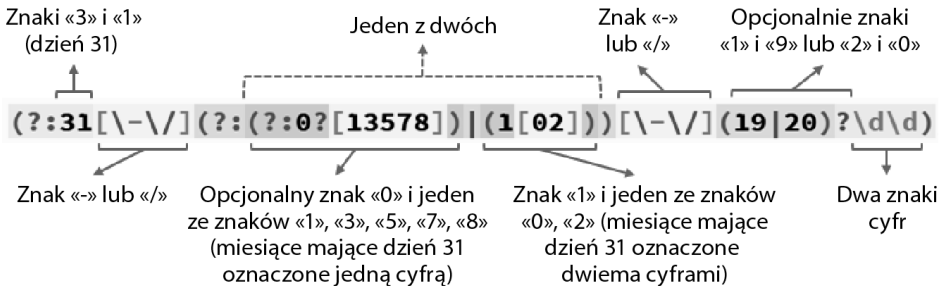 Znaki «3» i «1»
(dzień 31)
Jeden z dwóch
Znak «-»
lub «/»
Opcjonalnie znaki
«1» i «9» lub «2» i «0»
(?:31[\-\/](?:(?:0?[13578])|(1[02]))[\-\/](19|20)?\d\d)
Znak «-» lub «/»
Opcjonalny znak «0» i jeden
ze znaków «1», «3», «5», «7», «8»
(miesiące mające dzień 31
oznaczone jedną cyfrą)
Znak «1» i jeden ze znaków
«0», «2» (miesiące mające
dzień 31 oznaczone
dwiema cyframi)
Dwa znaki
cyfr